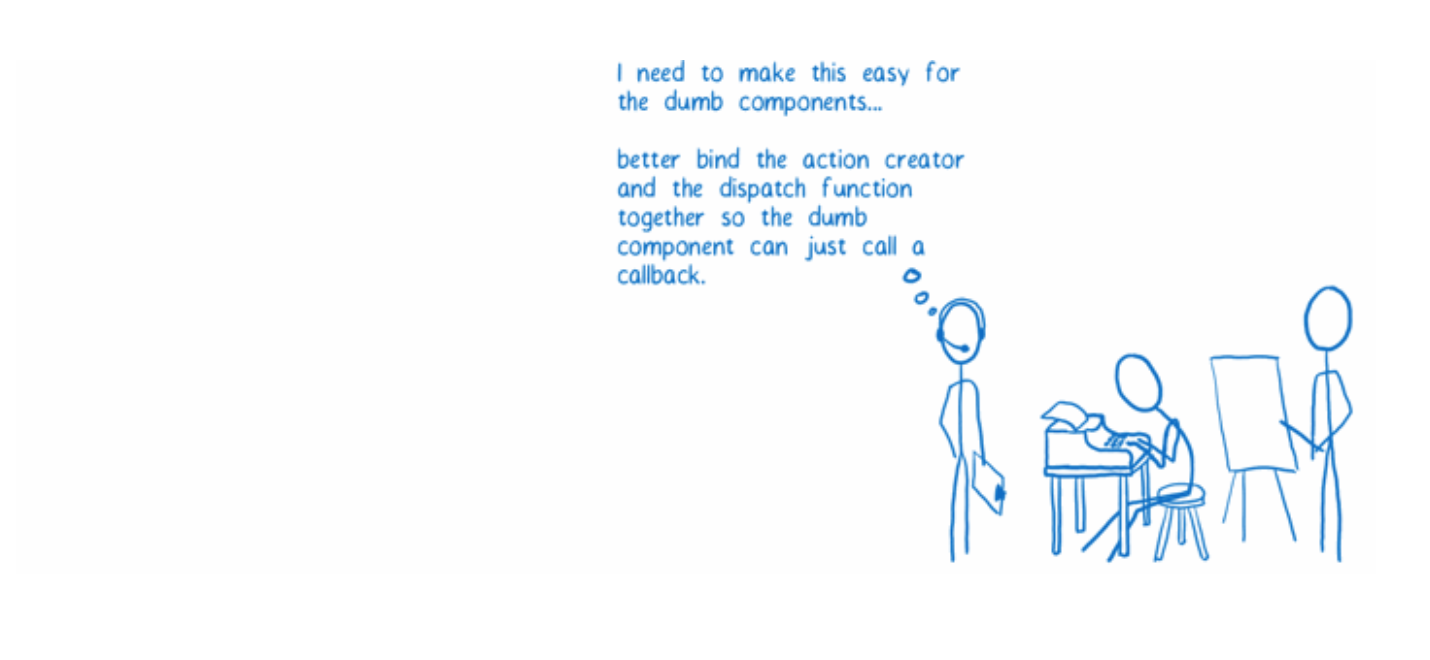 I need to make this easy for
the dumb components...
better bind the action creator
and the dispatch function
together so the dumb
component can just call a
callback.